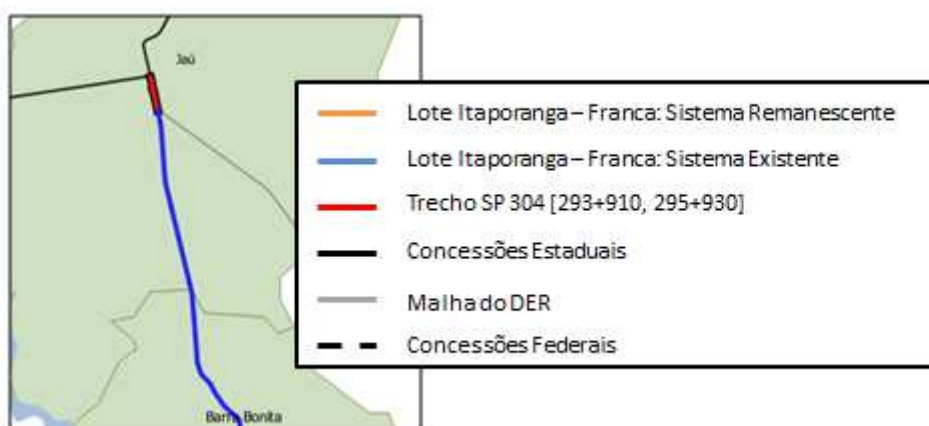 Jaú
Lote Itaporanga – Franca: Sistema Remanescente
Lote Itaporanga – Franca: Sistema Existente
Trecho SP 304 [293+910, 295+930]
Concessões Estaduais
Malha do DER
Concessões Federais
Barra Bonita